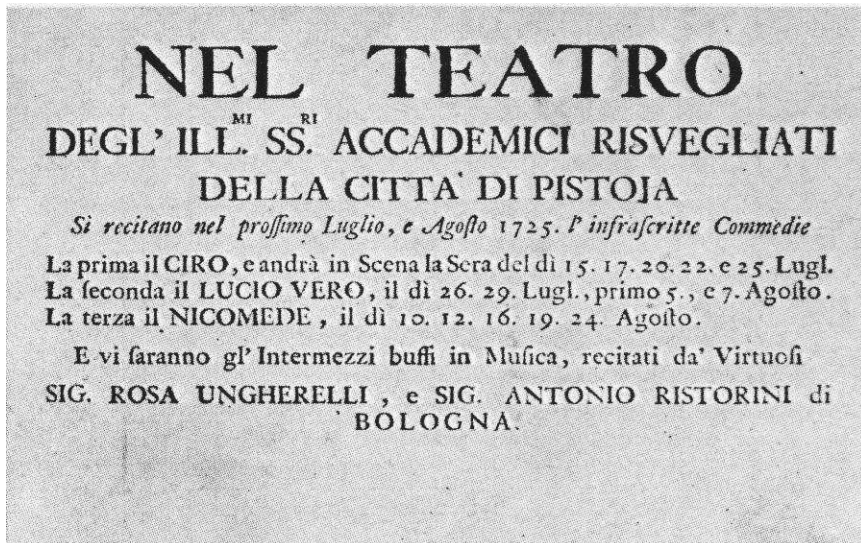 NEL TEATRO
DEGL' ILL.MI SS.RI ACCADEMICI RISVEGLIATI
DELLA CITTA' DI PISTOJA
Si recitano nel proſſimo Luglio, e Agoſto 1725. l' infraſcritte Commedie
La prima il CIRO, e andrà in Scena la Sera del dì 15. 17. 20. 22. e 25. Lugl.
La ſeconda il LUCIO VERO, il dì 26. 29. Lugl., primo 5., e 7. Agoſto.
La terza il NICOMEDE, il dì 10. 12. 16. 19. 24. Agoſto.
E vi ſaranno gl' Intermezzi buffi in Muſica, recitati da' Virtuoſi
SIG. ROSA UNGHERELLI, e SIG. ANTONIO RISTORINI di
BOLOGNA.